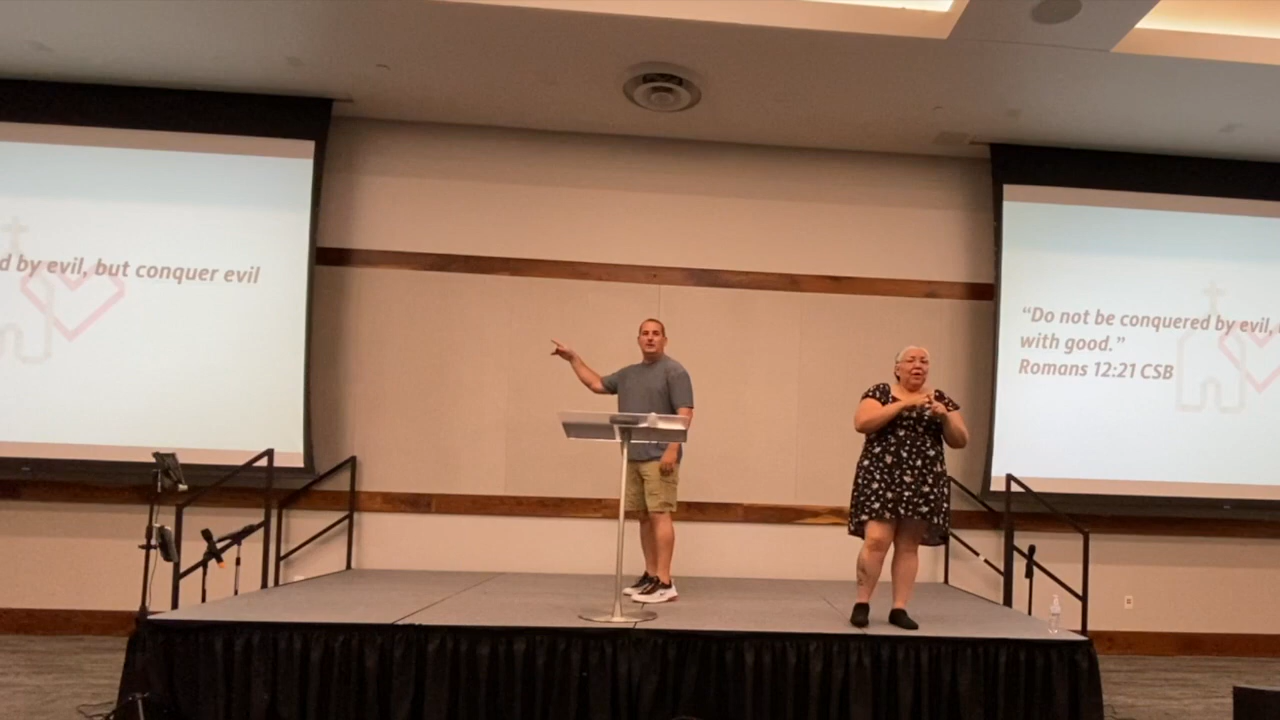 d by evil, but conquer evil
“Do not be conquered by evil,
with good.”
Romans 12:21 CSB